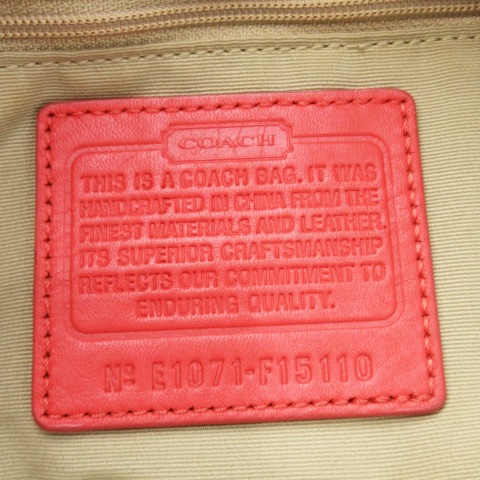 COACH
THIS IS A COACH BAG. IT WAS
HANDCRAFTED IN CHINA FROM THE
FINEST MATERIALS AND LEATHER.
ITS SUPERIOR CRAFTSMANSHIP
REFLECTS OUR COMMITMENT TO
ENDURING QUALITY.
Nº E1071-F15110